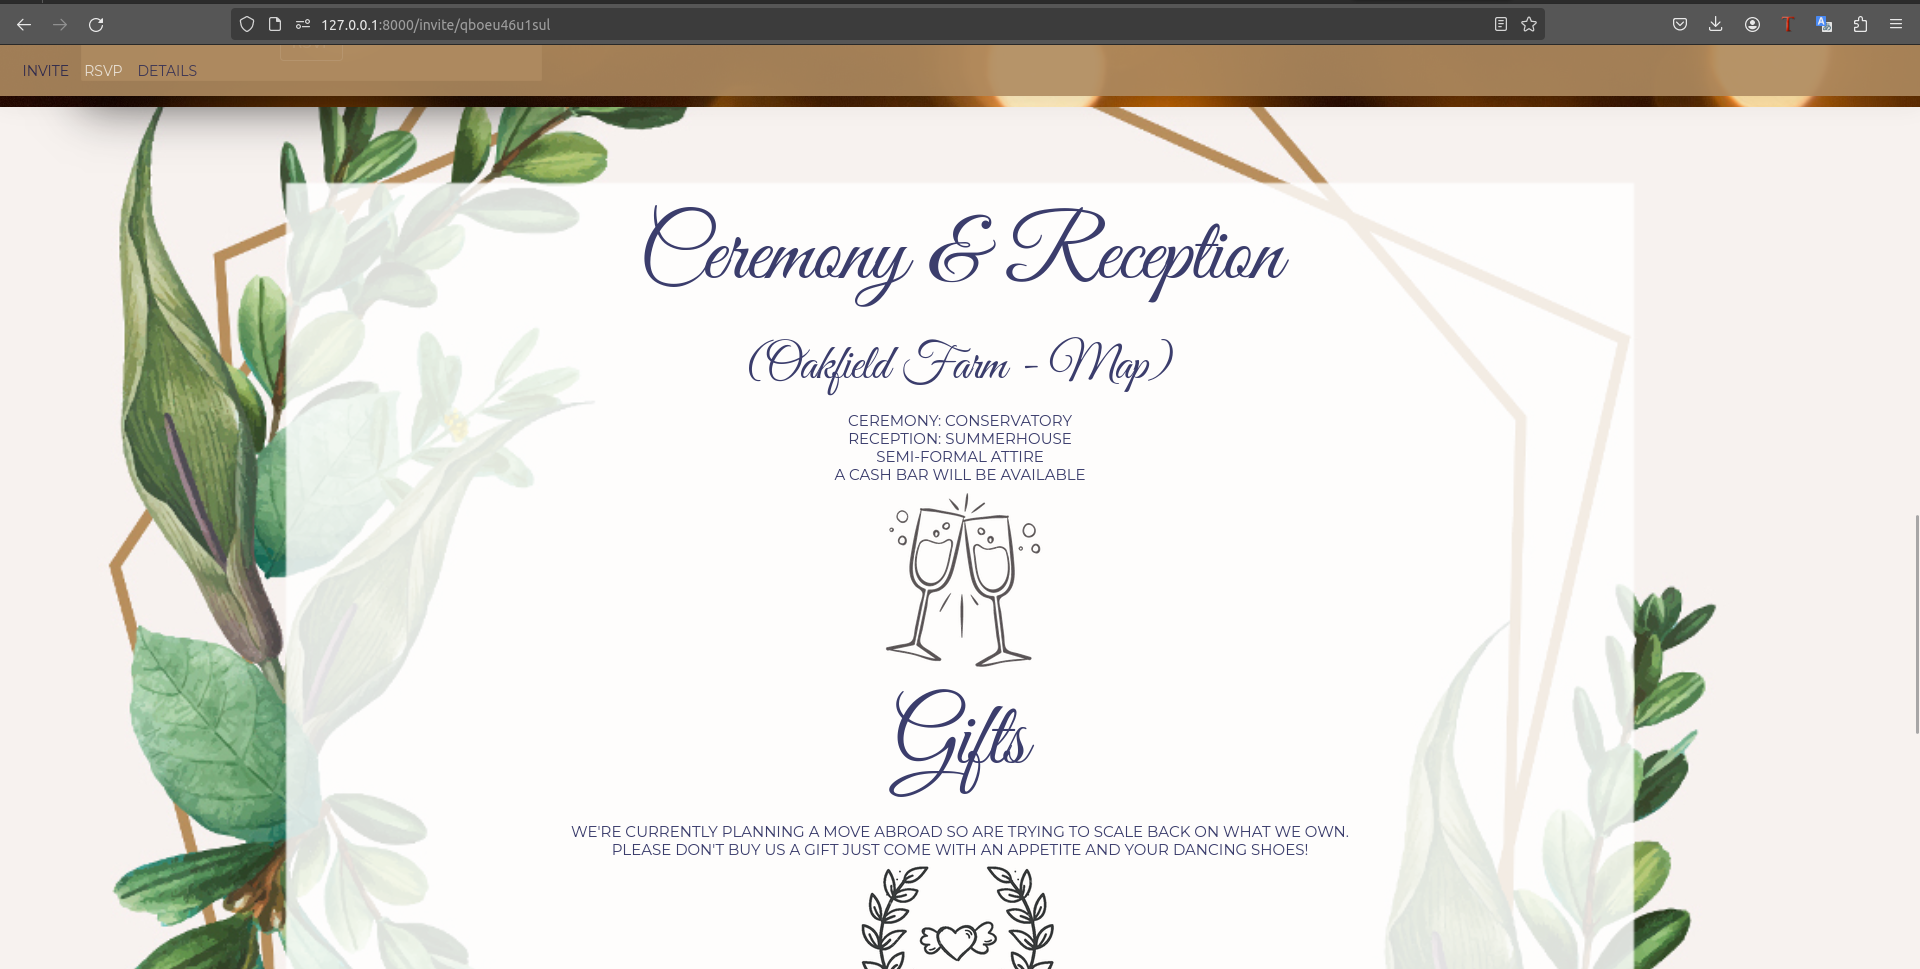 127.0.0.1:8000/invite/qboeu46u1sul
INVITE RSVP DETAILS
Ceremony & Reception
(Oakfield Farm - Map)
CEREMONY: CONSERVATORY
RECEPTION: SUMMERHOUSE
SEMI-FORMAL ATTIRE
A CASH BAR WILL BE AVAILABLE
Gifts
WE'RE CURRENTLY PLANNING A MOVE ABROAD SO ARE TRYING TO SCALE BACK ON WHAT WE OWN.
PLEASE DON'T BUY US A GIFT JUST COME WITH AN APPETITE AND YOUR DANCING SHOES!